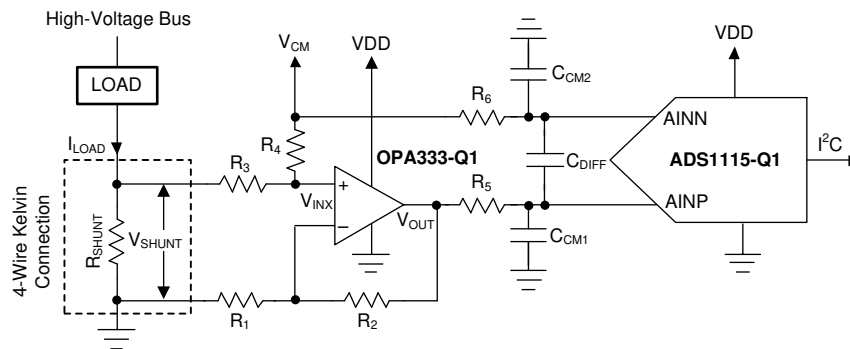 High-Voltage Bus
LOAD
I_LOAD
4-Wire Kelvin
Connection
R_SHUNT
V_SHUNT
R_3
R_1
R_4
V_CM
VDD
V_INX
+
–
OPA333-Q1
V_OUT
R_2
R_6
R_5
C_CM2
C_DIFF
C_CM1
VDD
AINN
ADS1115-Q1
AINP
I²C